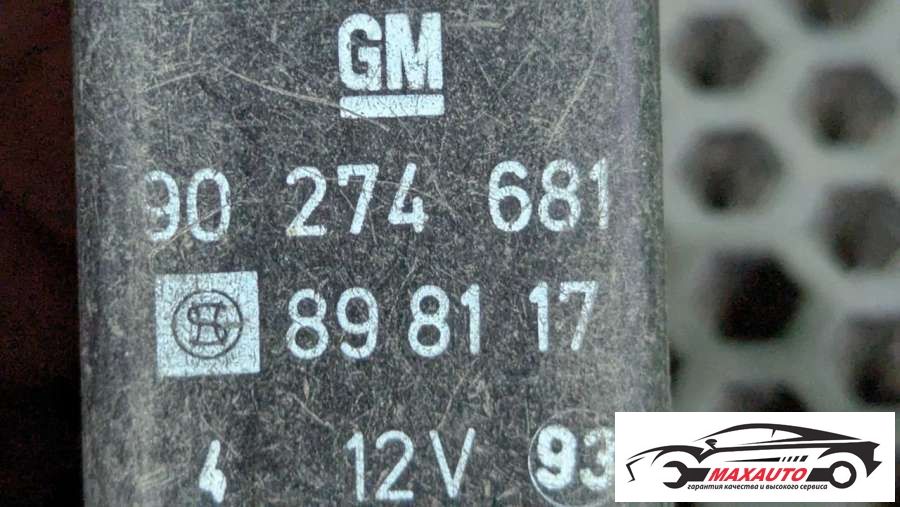 GM
90 274 681
89 81 17
4 12V 93
MAXAUTO
гарантия качества и высокого сервиса